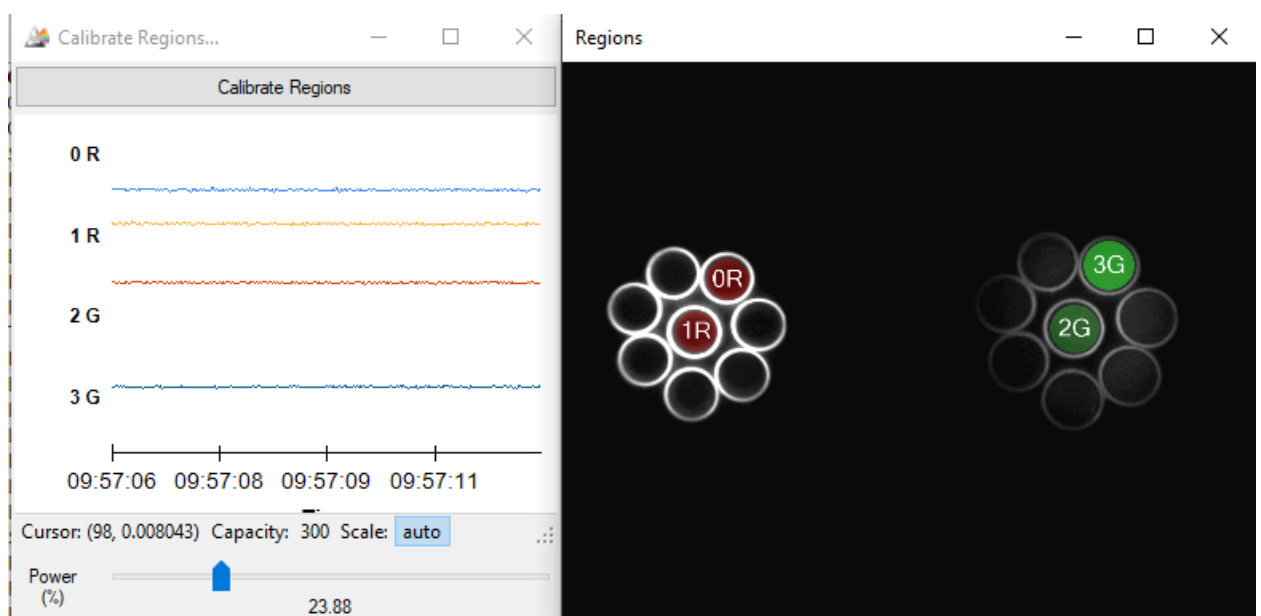 Calibrate Regions...
Calibrate Regions
0 R
1 R
2 G
3 G
09:57:06 09:57:08 09:57:09 09:57:11
Cursor: (98, 0.008043) Capacity: 300 Scale: auto
Power
(%)
23.88
Regions
0R
1R
3G
2G